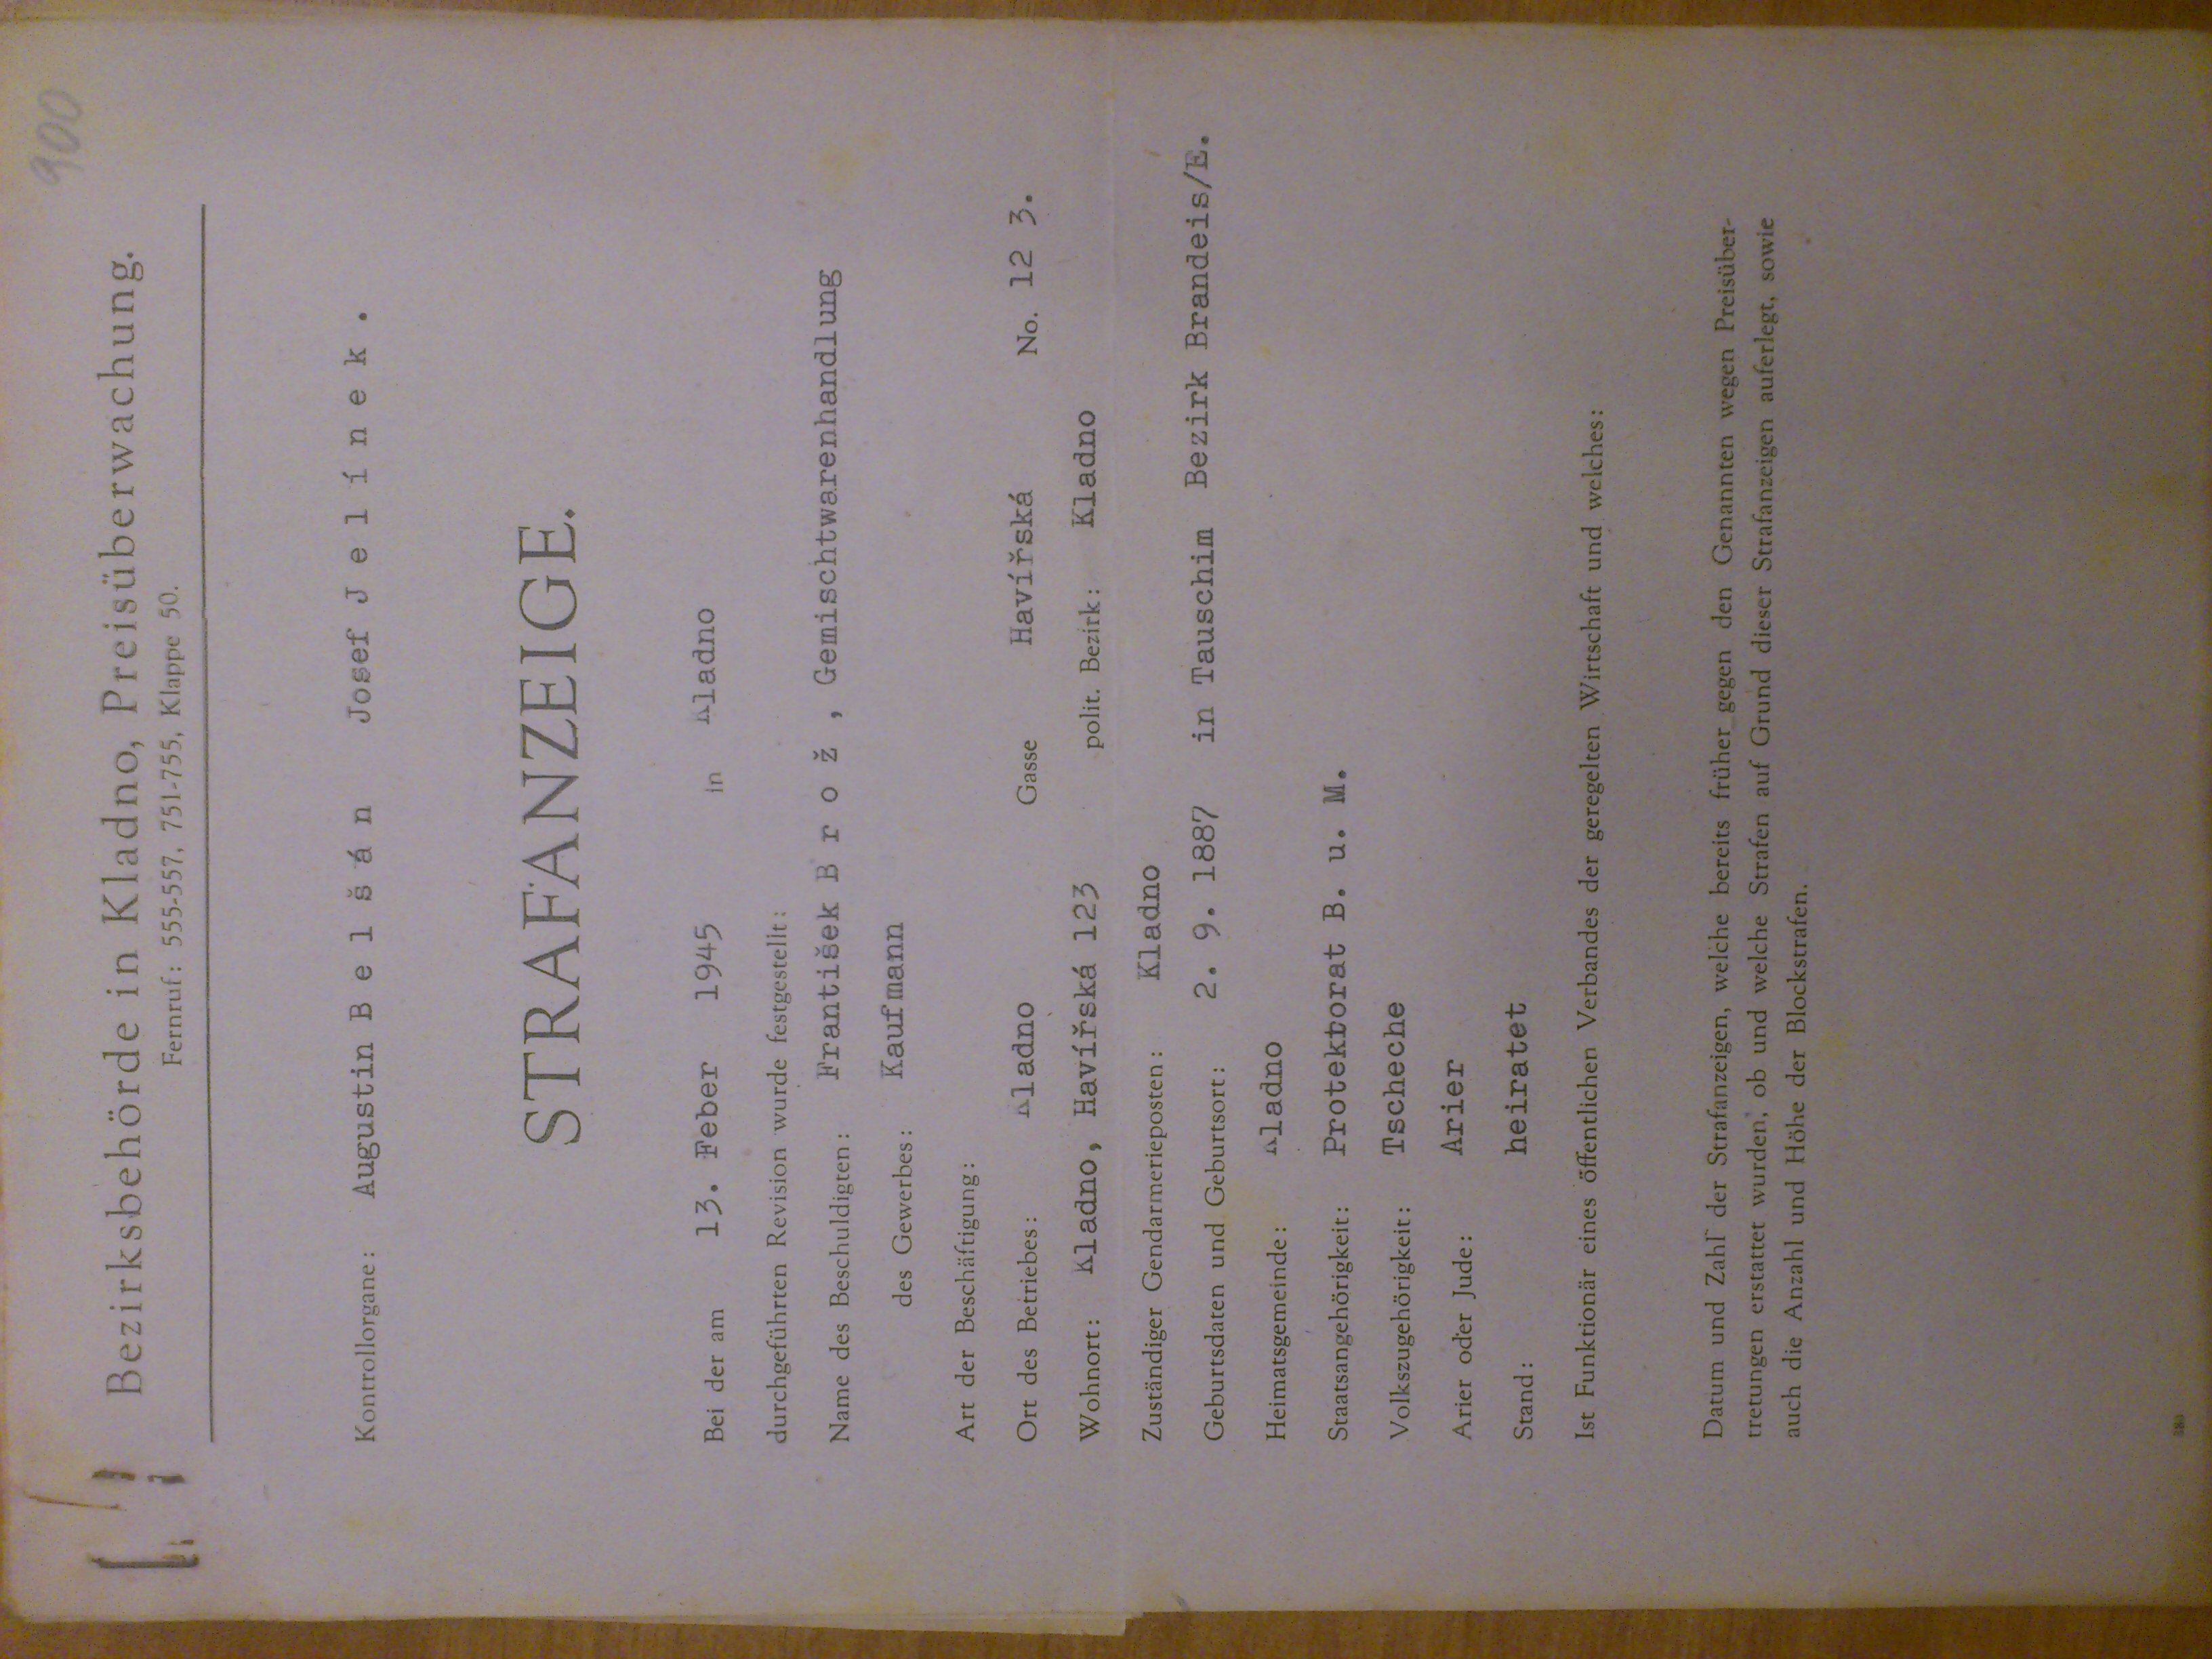 900
Bezirksbehörde in Kladno, Preisüberwachung.
Fernruf: 555-557, 751-755, Klappe 50.
Kontrollorgane: Augustin B e l š á n Josef J e l í n e k .
STRAFANZEIGE.
Bei der am 13. Feber 1945 in Kladno
durchgeführten Revision wurde festgestellt:
Name des Beschuldigten: František B r o ž , Gemischtwarenhandlung
des Gewerbes: Kaufmann
Art der Beschäftigung:
Ort des Betriebes: Kladno Gasse Havířská No. 12 3.
Wohnort: Kladno, Havířská 123 polit. Bezirk: Kladno
Zuständiger Gendarmerieposten: Kladno
Geburtsdaten und Geburtsort: 2. 9. 1887 in Tauschim Bezirk Brandeis/E.
Heimatsgemeinde: Kladno
Staatsangehörigkeit: Protektorat B. u. M.
Volkszugehörigkeit: Tscheche
Arier oder Jude: Arier
Stand: heiratet
Ist Funktionär eines öffentlichen Verbandes der geregelten Wirtschaft und welches:
Datum und Zahl der Strafanzeigen, welche bereits früher gegen den Genannten wegen Preisüber-
tretungen erstattet wurden, ob und welche Strafen auf Grund dieser Strafanzeigen auferlegt, sowie
auch die Anzahl und Höhe der Blockstrafen.